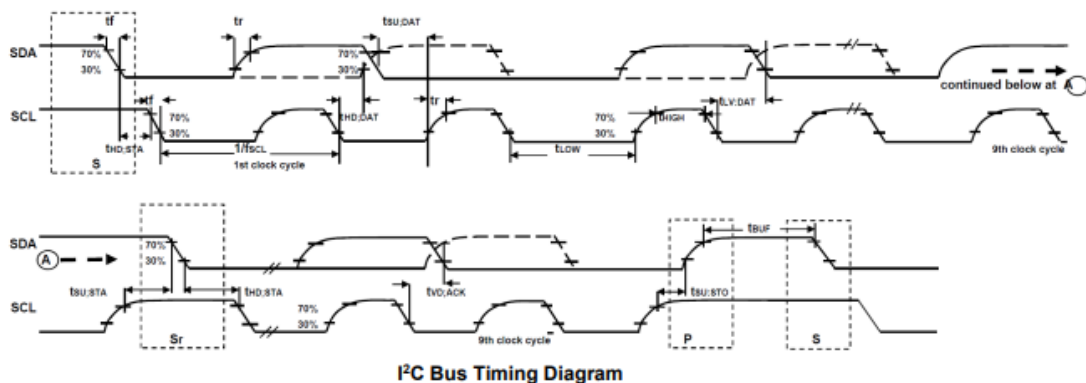 tf tr tSU;DAT
SDA 70% 30% 70% 30%
continued below at A
SCL tf 70% 30% tHD;DAT tr 70% 30% tHIGH tLV:DAT
tHD;STA 1/fSCL tLOW
S 1st clock cycle 9th clock cycle
SDA 70% 30% tBUF
A
tSU;STA tHD;STA tVD;ACK tSU:STO
SCL 70% 30%
Sr 9th clock cycle P S
I²C Bus Timing Diagram